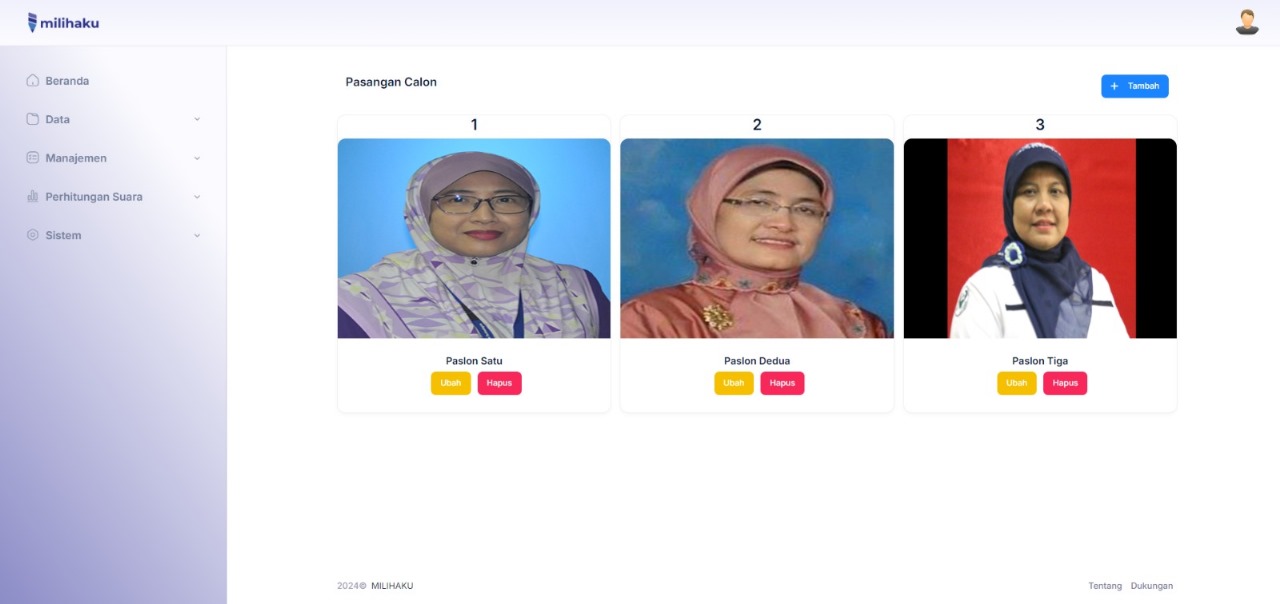 milihaku
Beranda
Data
Manajemen
Perhitungan Suara
Sistem
Pasangan Calon
+ Tambah
1
2
3
Paslon Satu
Ubah
Hapus
Paslon Dedua
Ubah
Hapus
Paslon Tiga
Ubah
Hapus
2024© MILIHAKU
Tentang
Dukungan